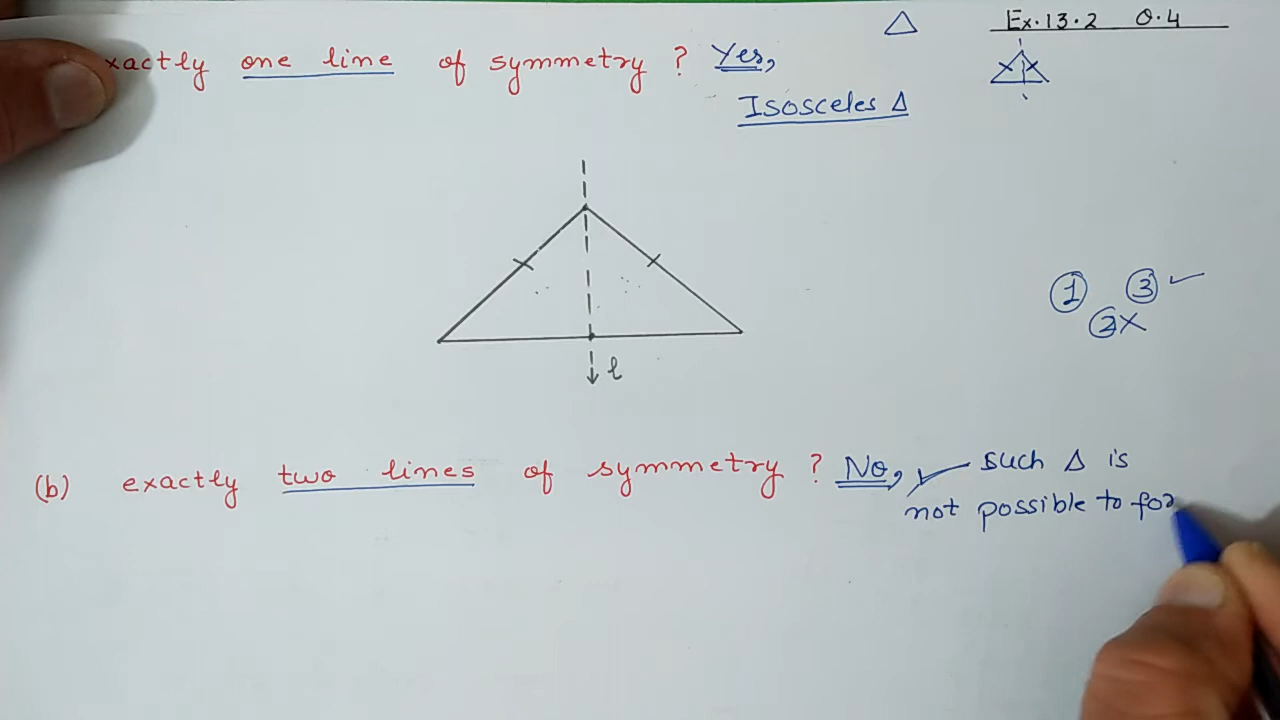 Ex. 13.2 Q.4
xactly one line of symmetry ? Yes,
Isosceles Δ
l
1 3 ✓
2 ×
(b) exactly two lines of symmetry ? No, such Δ is
not possible to for